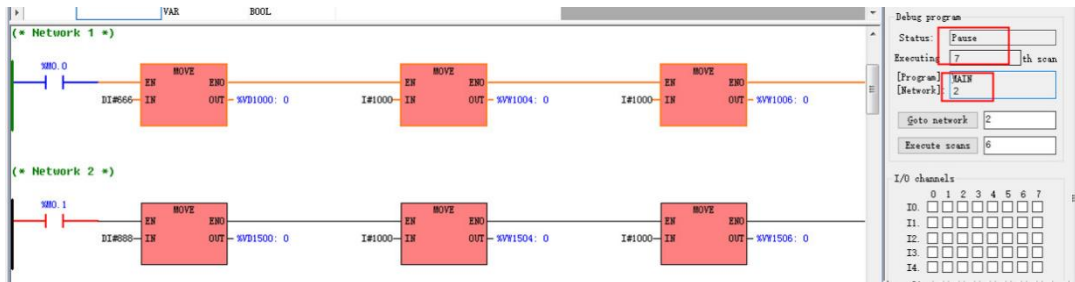 VAR BOOL
(* Network 1 *)
%M0.0
MOVE MOVE MOVE
EN ENO EN ENO EN ENO
DI#666 IN OUT %VD1000: 0 I#1000 IN OUT %VW1004: 0 I#1000 IN OUT %VW1006: 0
(* Network 2 *)
%M0.1
MOVE MOVE MOVE
EN ENO EN ENO EN ENO
DI#888 IN OUT %VD1500: 0 I#1000 IN OUT %VW1504: 0 I#1000 IN OUT %VW1506: 0
Debug program
Status: Pause
Executing 7 th scan
[Program] MAIN
[Network]: 2
Goto network 2
Execute scans 6
I/O channels
0 1 2 3 4 5 6 7
I0.
I1.
I2.
I3.
I4.